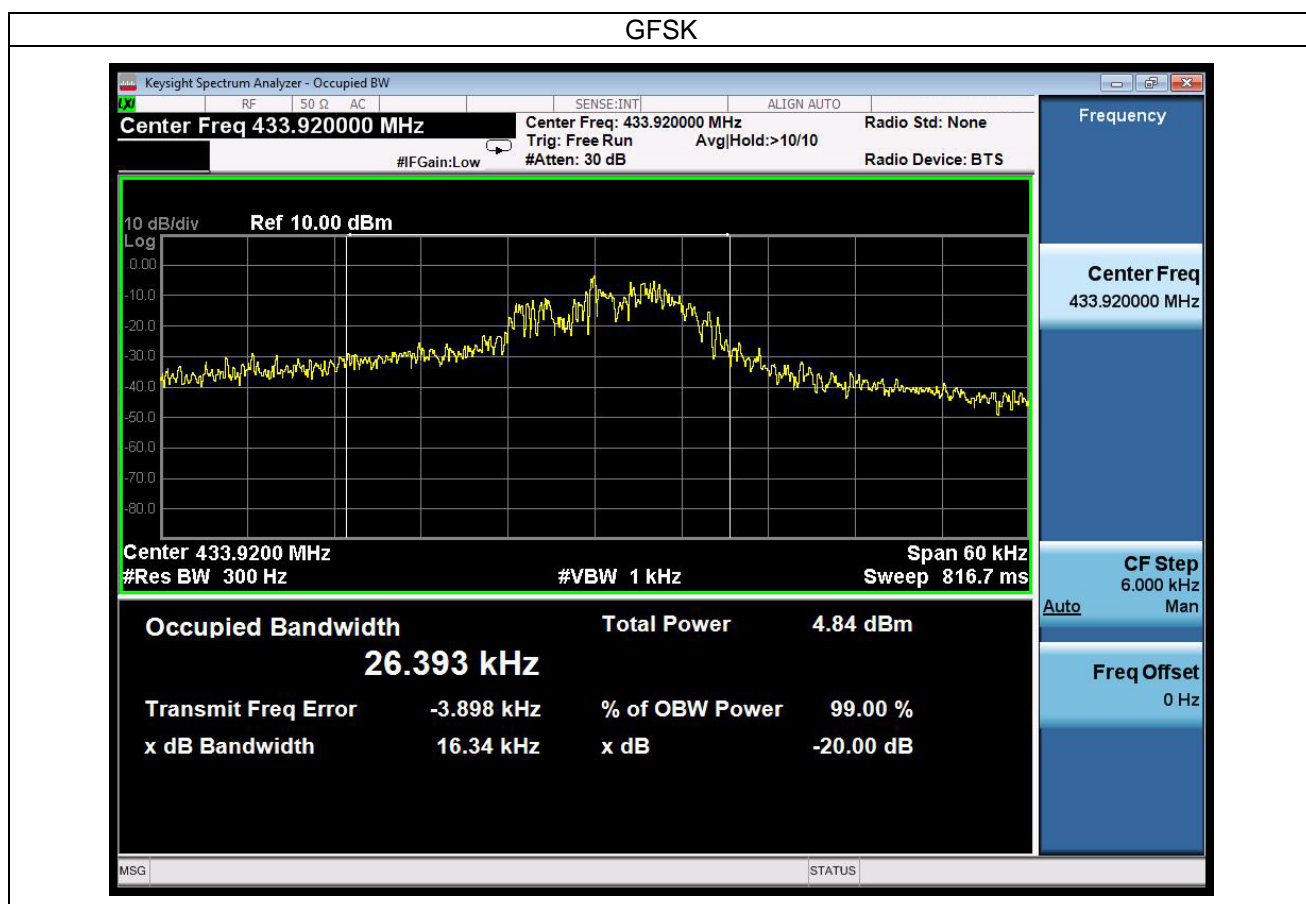 GFSK
Keysight Spectrum Analyzer - Occupied BW
LXI RF 50 Ω AC SENSE:INT ALIGN AUTO
Center Freq 433.920000 MHz
#IFGain:Low
Center Freq: 433.920000 MHz
Trig: Free Run Avg|Hold:>10/10
#Atten: 30 dB
Radio Std: None
Radio Device: BTS
10 dB/div Ref 10.00 dBm
Log
0.00
-10.0
-20.0
-30.0
-40.0
-50.0
-60.0
-70.0
-80.0
Center 433.9200 MHz Span 60 kHz
#Res BW 300 Hz #VBW 1 kHz Sweep 816.7 ms
Occupied Bandwidth Total Power 4.84 dBm
26.393 kHz
Transmit Freq Error -3.898 kHz % of OBW Power 99.00 %
x dB Bandwidth 16.34 kHz x dB -20.00 dB
MSG STATUS
Frequency
Center Freq
433.920000 MHz
CF Step
6.000 kHz
Auto Man
Freq Offset
0 Hz